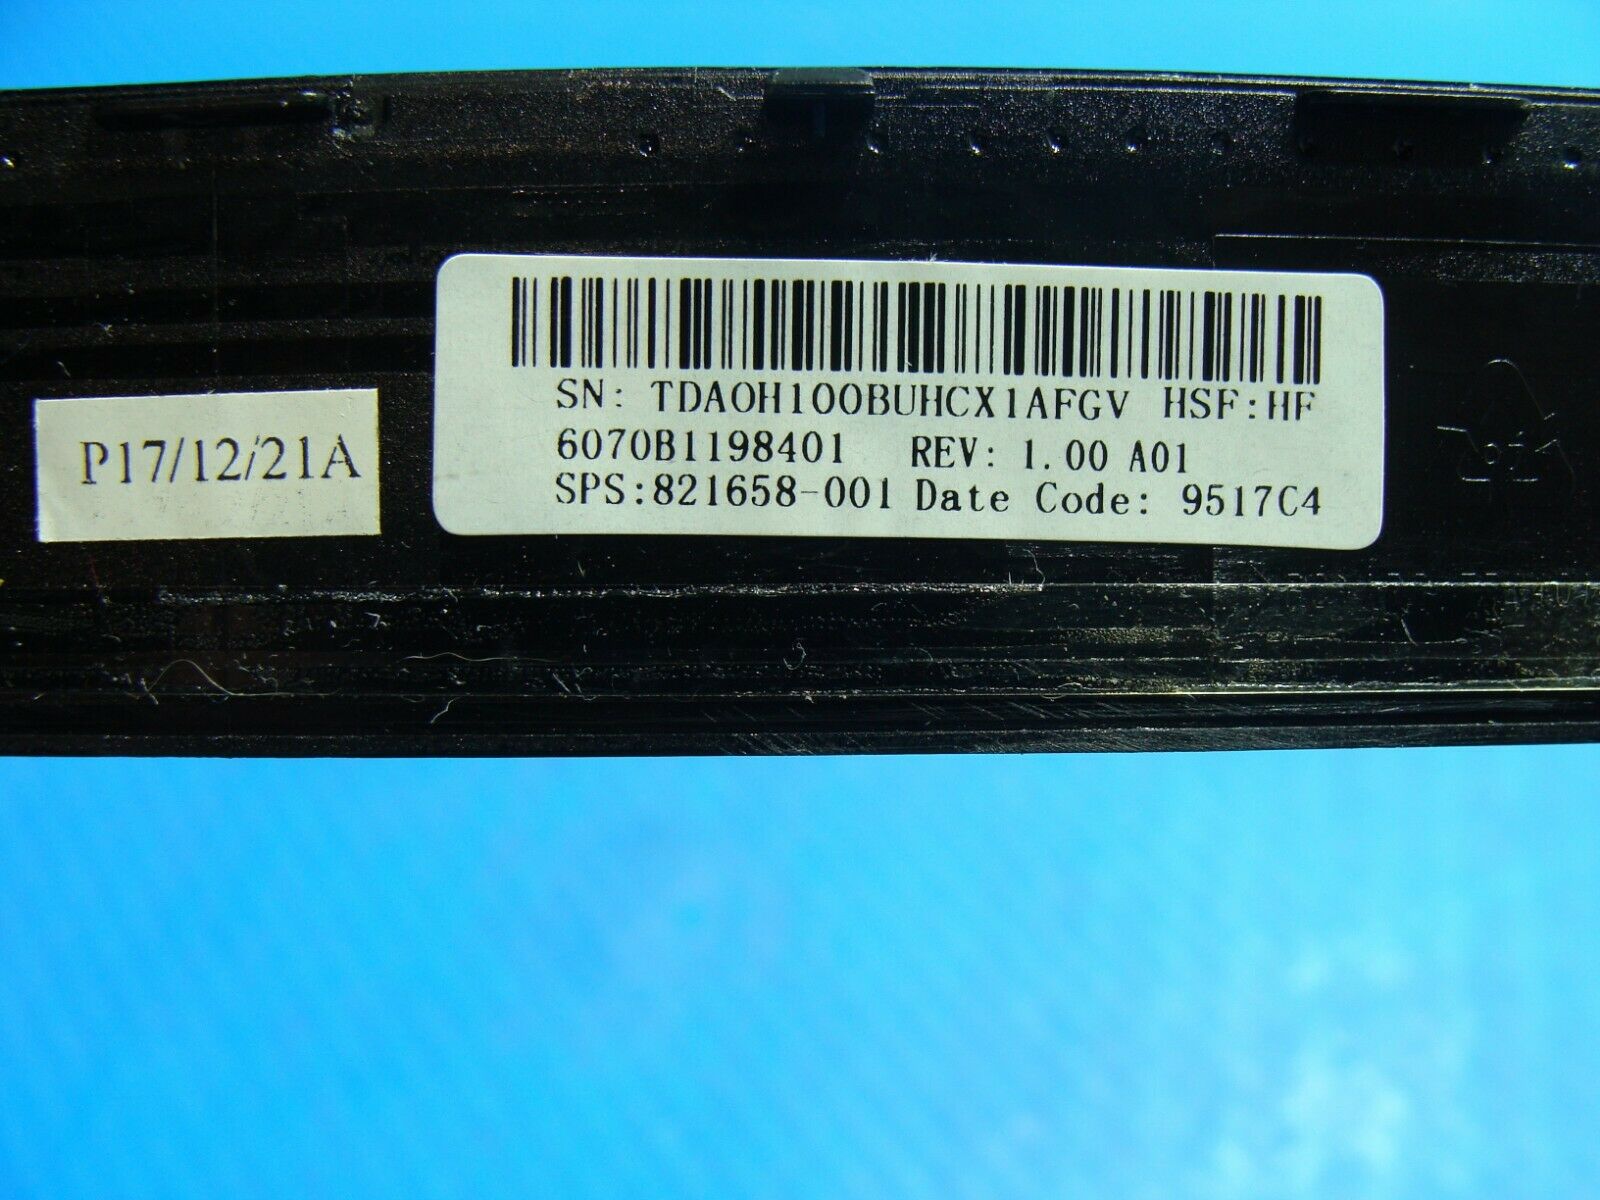 P17/12/21A
SN: TDAOH100BUHCX1AFGV HSF:HF
6070B1198401 REV: 1.00 A01
SPS:821658-001 Date Code: 9517C4